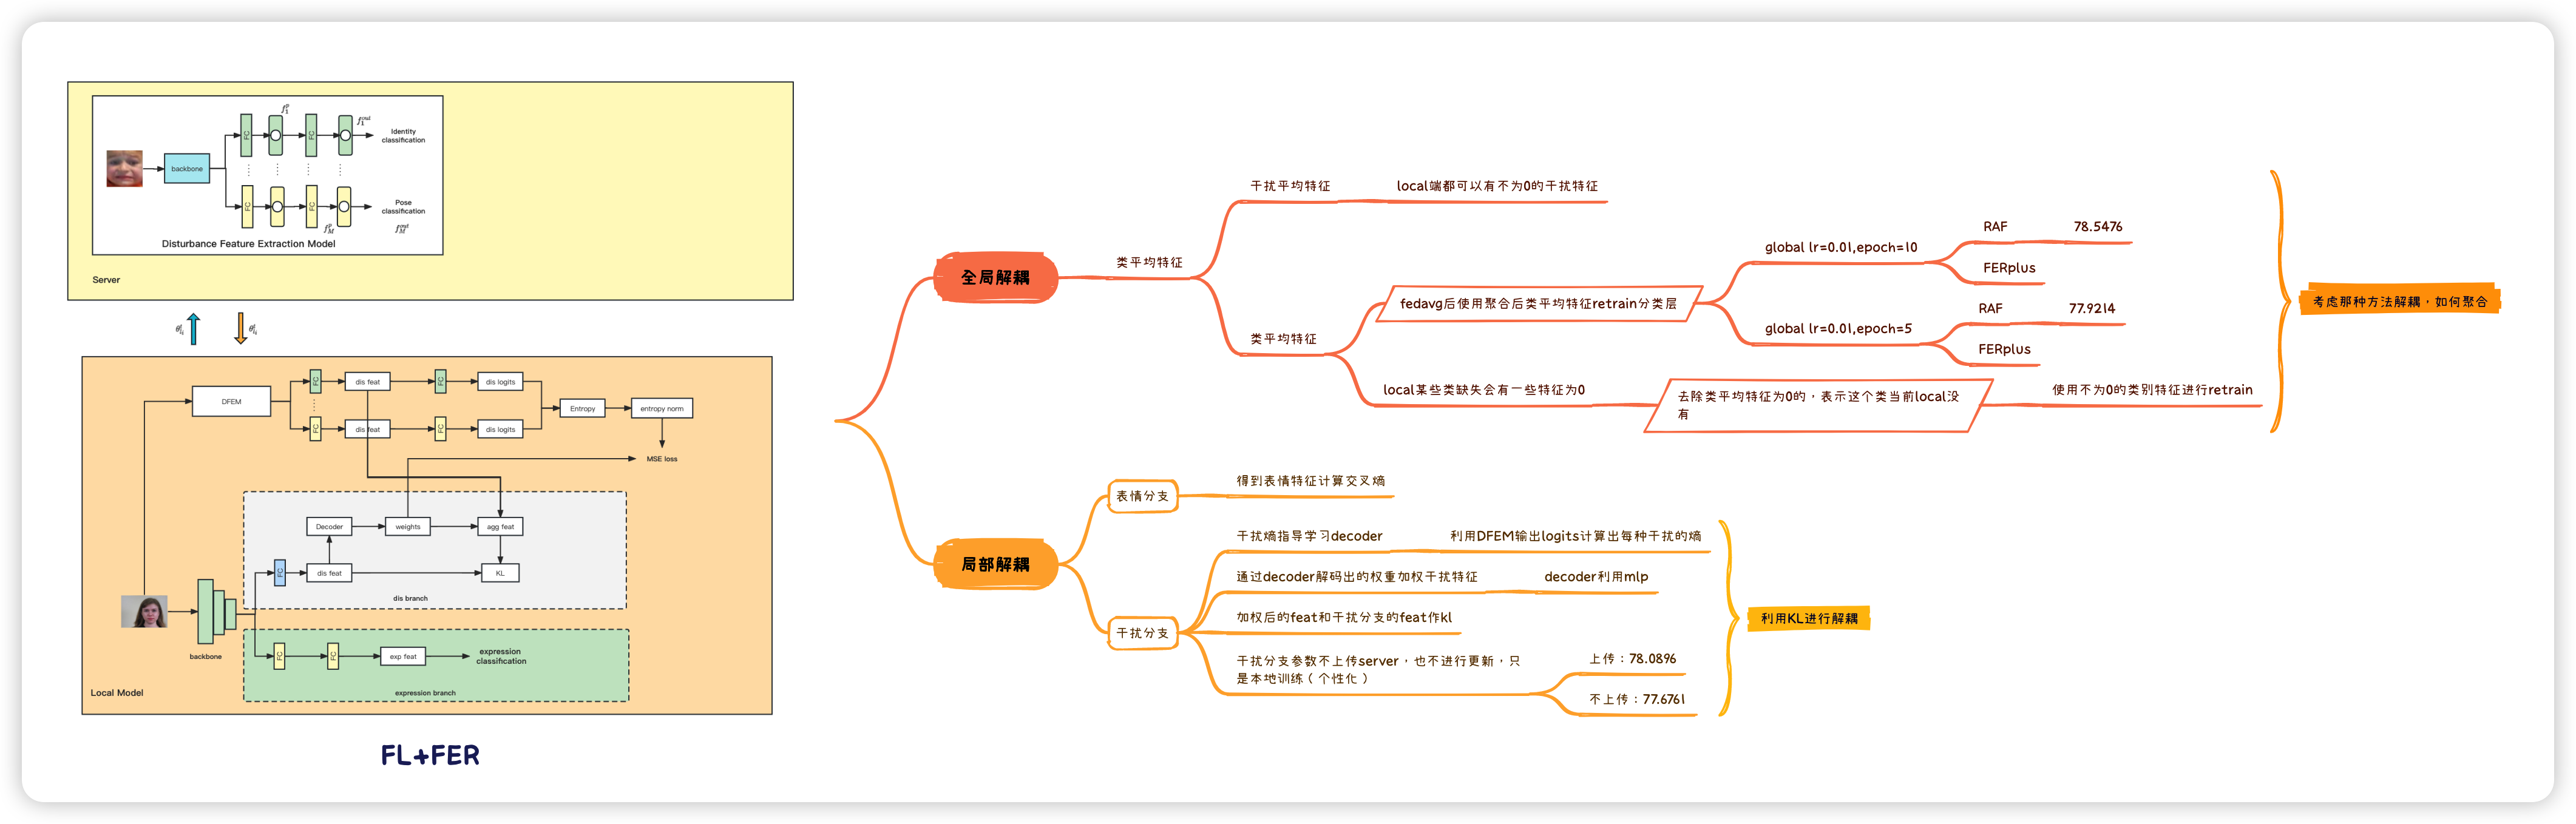 f_1^p
f_1^out
FC
FC
Identity
classification
backbone
FC
FC
Pose
classification
f_M^p
f_M^out
Disturbance Feature Extraction Model
Server
DFEM
FC
dis feat
FC
dis logits
Entropy
entropy norm
FC
dis feat
FC
dis logits
MSE loss
Decoder
weights
agg feat
FC
dis feat
KL
dis branch
backbone
FC
FC
exp feat
expression
classification
expression branch
Local Model
FL+FER
全局解耦
类平均特征
干扰平均特征
local端都可以有不为0的干扰特征
类平均特征
fedavg后使用聚合后类平均特征retrain分类层
global lr=0.01,epoch=10
RAF
78.5476
FERplus
global lr=0.01,epoch=5
RAF
77.9214
FERplus
local某些类缺失会有一些特征为0
去除类平均特征为0的，表示这个类当前local没
有
使用不为0的类别特征进行retrain
考虑那种方法解耦，如何聚合
局部解耦
表情分支
得到表情特征计算交叉熵
干扰分支
干扰熵指导学习decoder
利用DFEM输出logits计算出每种干扰的熵
通过decoder解码出的权重加权干扰特征
decoder利用mlp
加权后的feat和干扰分支的feat作kl
干扰分支参数不上传server，也不进行更新，只
是本地训练（个性化）
上传：78.0896
不上传：77.6761
利用KL进行解耦